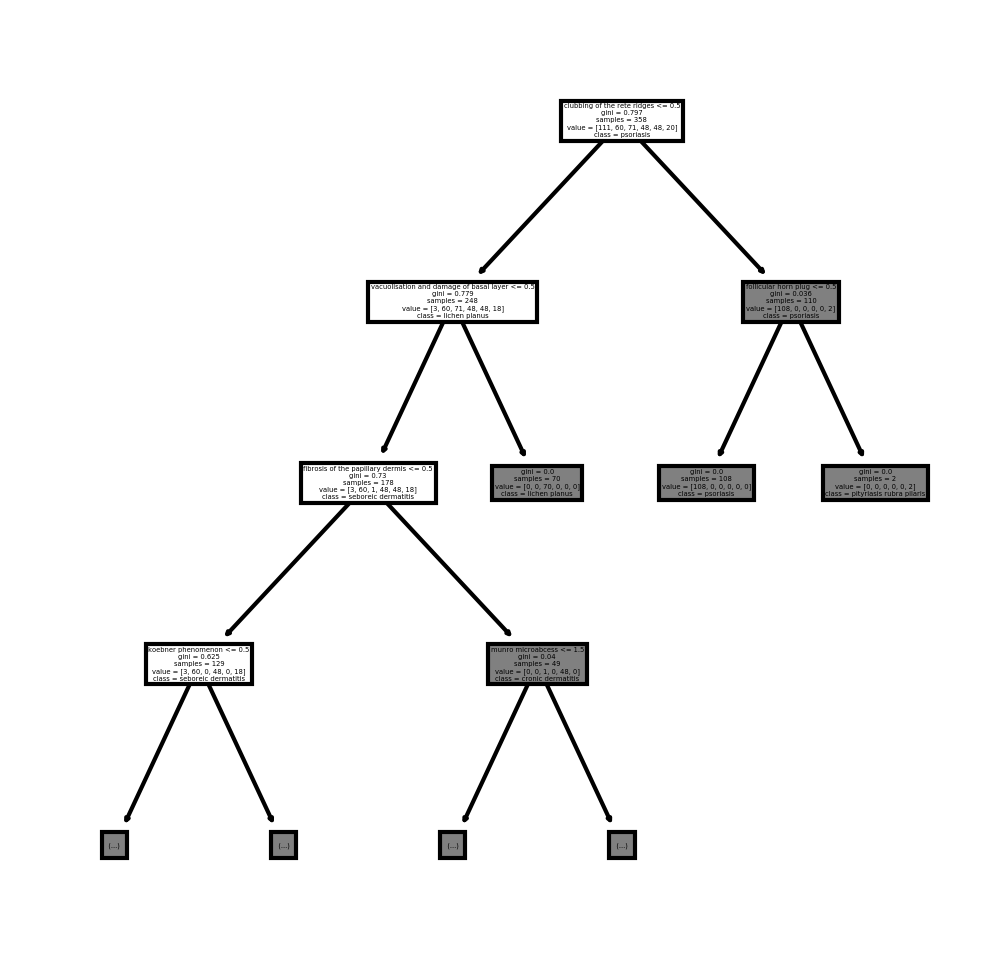 clubbing of the rete ridges <= 0.5
gini = 0.797
samples = 358
value = [111, 60, 71, 48, 48, 20]
class = psoriasis
vacuolisation and damage of basal layer <= 0.5
gini = 0.779
samples = 248
value = [3, 60, 71, 48, 48, 18]
class = lichen planus
follicular horn plug <= 0.5
gini = 0.036
samples = 110
value = [108, 0, 0, 0, 0, 2]
class = psoriasis
fibrosis of the papillary dermis <= 0.5
gini = 0.73
samples = 178
value = [3, 60, 1, 48, 48, 18]
class = seboreic dermatitis
gini = 0.0
samples = 70
value = [0, 0, 70, 0, 0, 0]
class = lichen planus
gini = 0.0
samples = 108
value = [108, 0, 0, 0, 0, 0]
class = psoriasis
gini = 0.0
samples = 2
value = [0, 0, 0, 0, 0, 2]
class = pityriasis rubra pilaris
koebner phenomenon <= 0.5
gini = 0.625
samples = 129
value = [3, 60, 0, 48, 0, 18]
class = seboreic dermatitis
munro microabcess <= 1.5
gini = 0.04
samples = 49
value = [0, 0, 1, 0, 48, 0]
class = cronic dermatitis
(...)
(...)
(...)
(...)